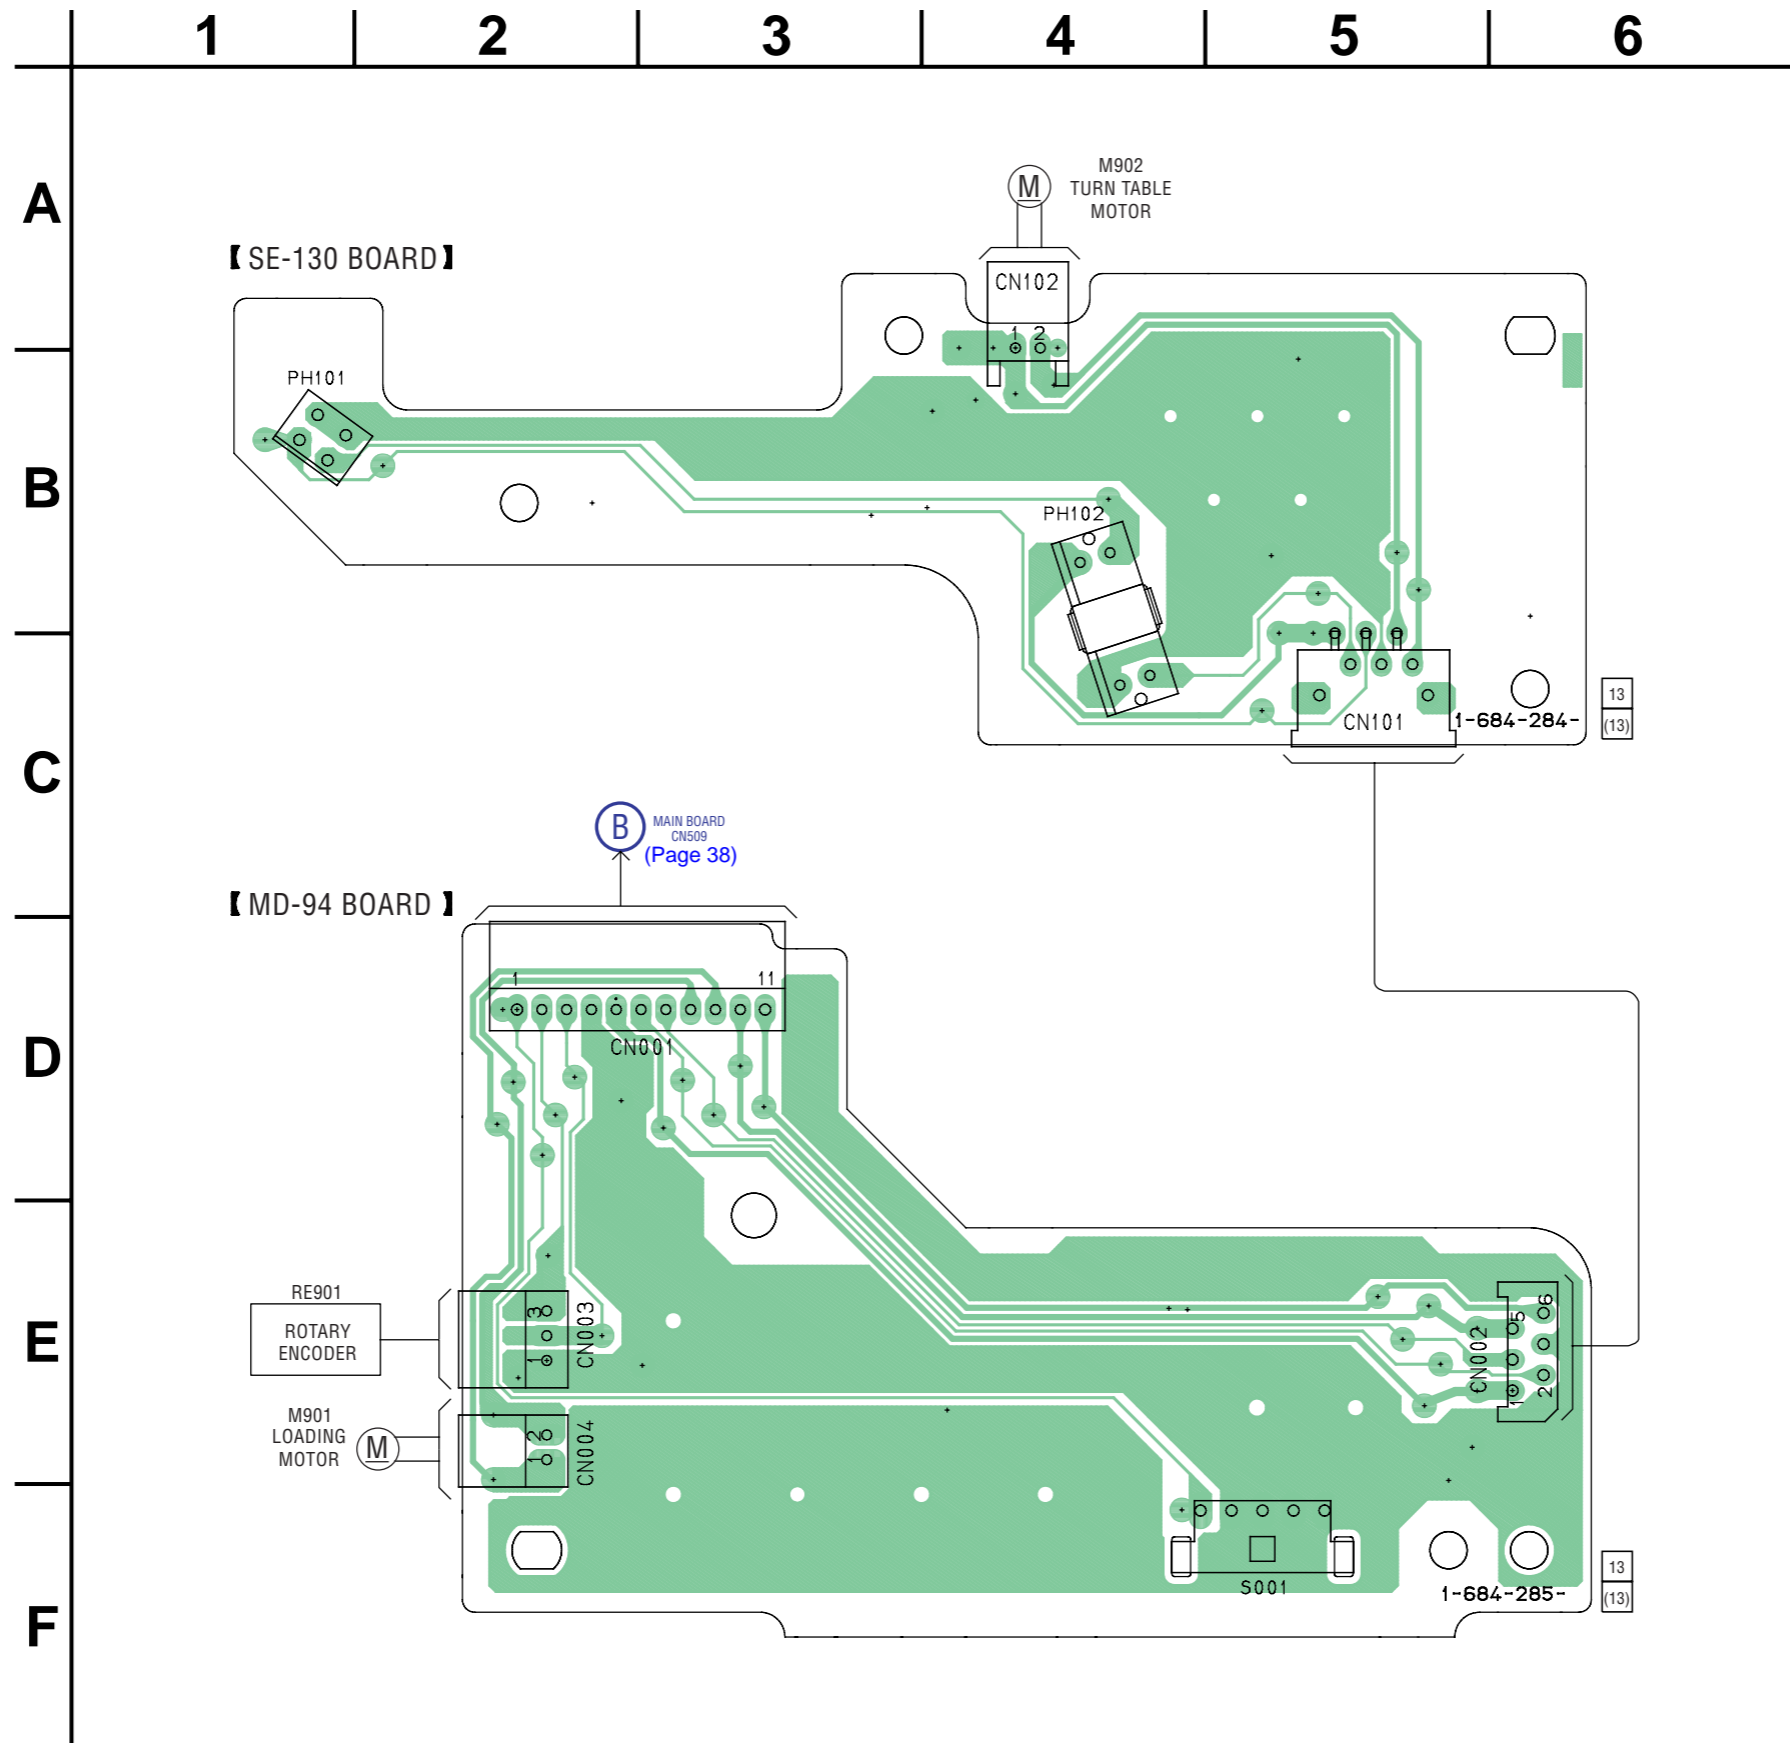 1 2 3 4 5 6
A
M902
TURN TABLE
MOTOR
M
【 SE-130 BOARD】
CN102
1 2
PH101
B
PH102
CN101
1-684-284-
13
(13)
C
B
MAIN BOARD
CN509
(Page 38)
【 MD-94 BOARD 】
1 11
CN001
D
RE901
ROTARY
ENCODER
3
1
CN003
E
6
5
CN002
2
1
M901
LOADING
MOTOR
M
2
1
CN004
S001
1-684-285-
13
(13)
F